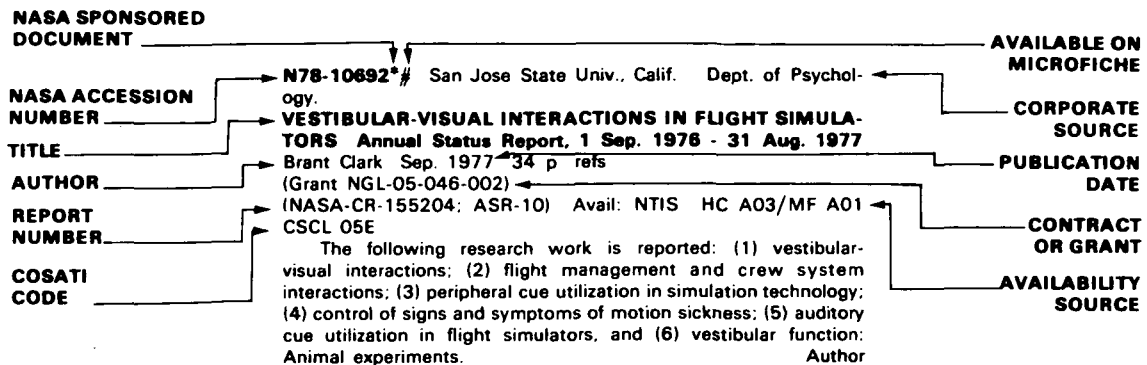 NASA SPONSORED
DOCUMENT
AVAILABLE ON
MICROFICHE
N78-10692*# San Jose State Univ., Calif. Dept. of Psychol-
ogy.
NASA ACCESSION
NUMBER
CORPORATE
SOURCE
VESTIBULAR-VISUAL INTERACTIONS IN FLIGHT SIMULA-
TORS Annual Status Report, 1 Sep. 1976 - 31 Aug. 1977
TITLE
Brant Clark Sep. 1977 34 p refs
PUBLICATION
DATE
AUTHOR
(Grant NGL-05-046-002)
(NASA-CR-155204; ASR-10) Avail: NTIS HC A03/MF A01
CSCL 05E
REPORT
NUMBER
CONTRACT
OR GRANT
The following research work is reported: (1) vestibular-
visual interactions; (2) flight management and crew system
interactions; (3) peripheral cue utilization in simulation technology;
(4) control of signs and symptoms of motion sickness; (5) auditory
cue utilization in flight simulators, and (6) vestibular function:
Animal experiments. Author
COSATI
CODE
AVAILABILITY
SOURCE